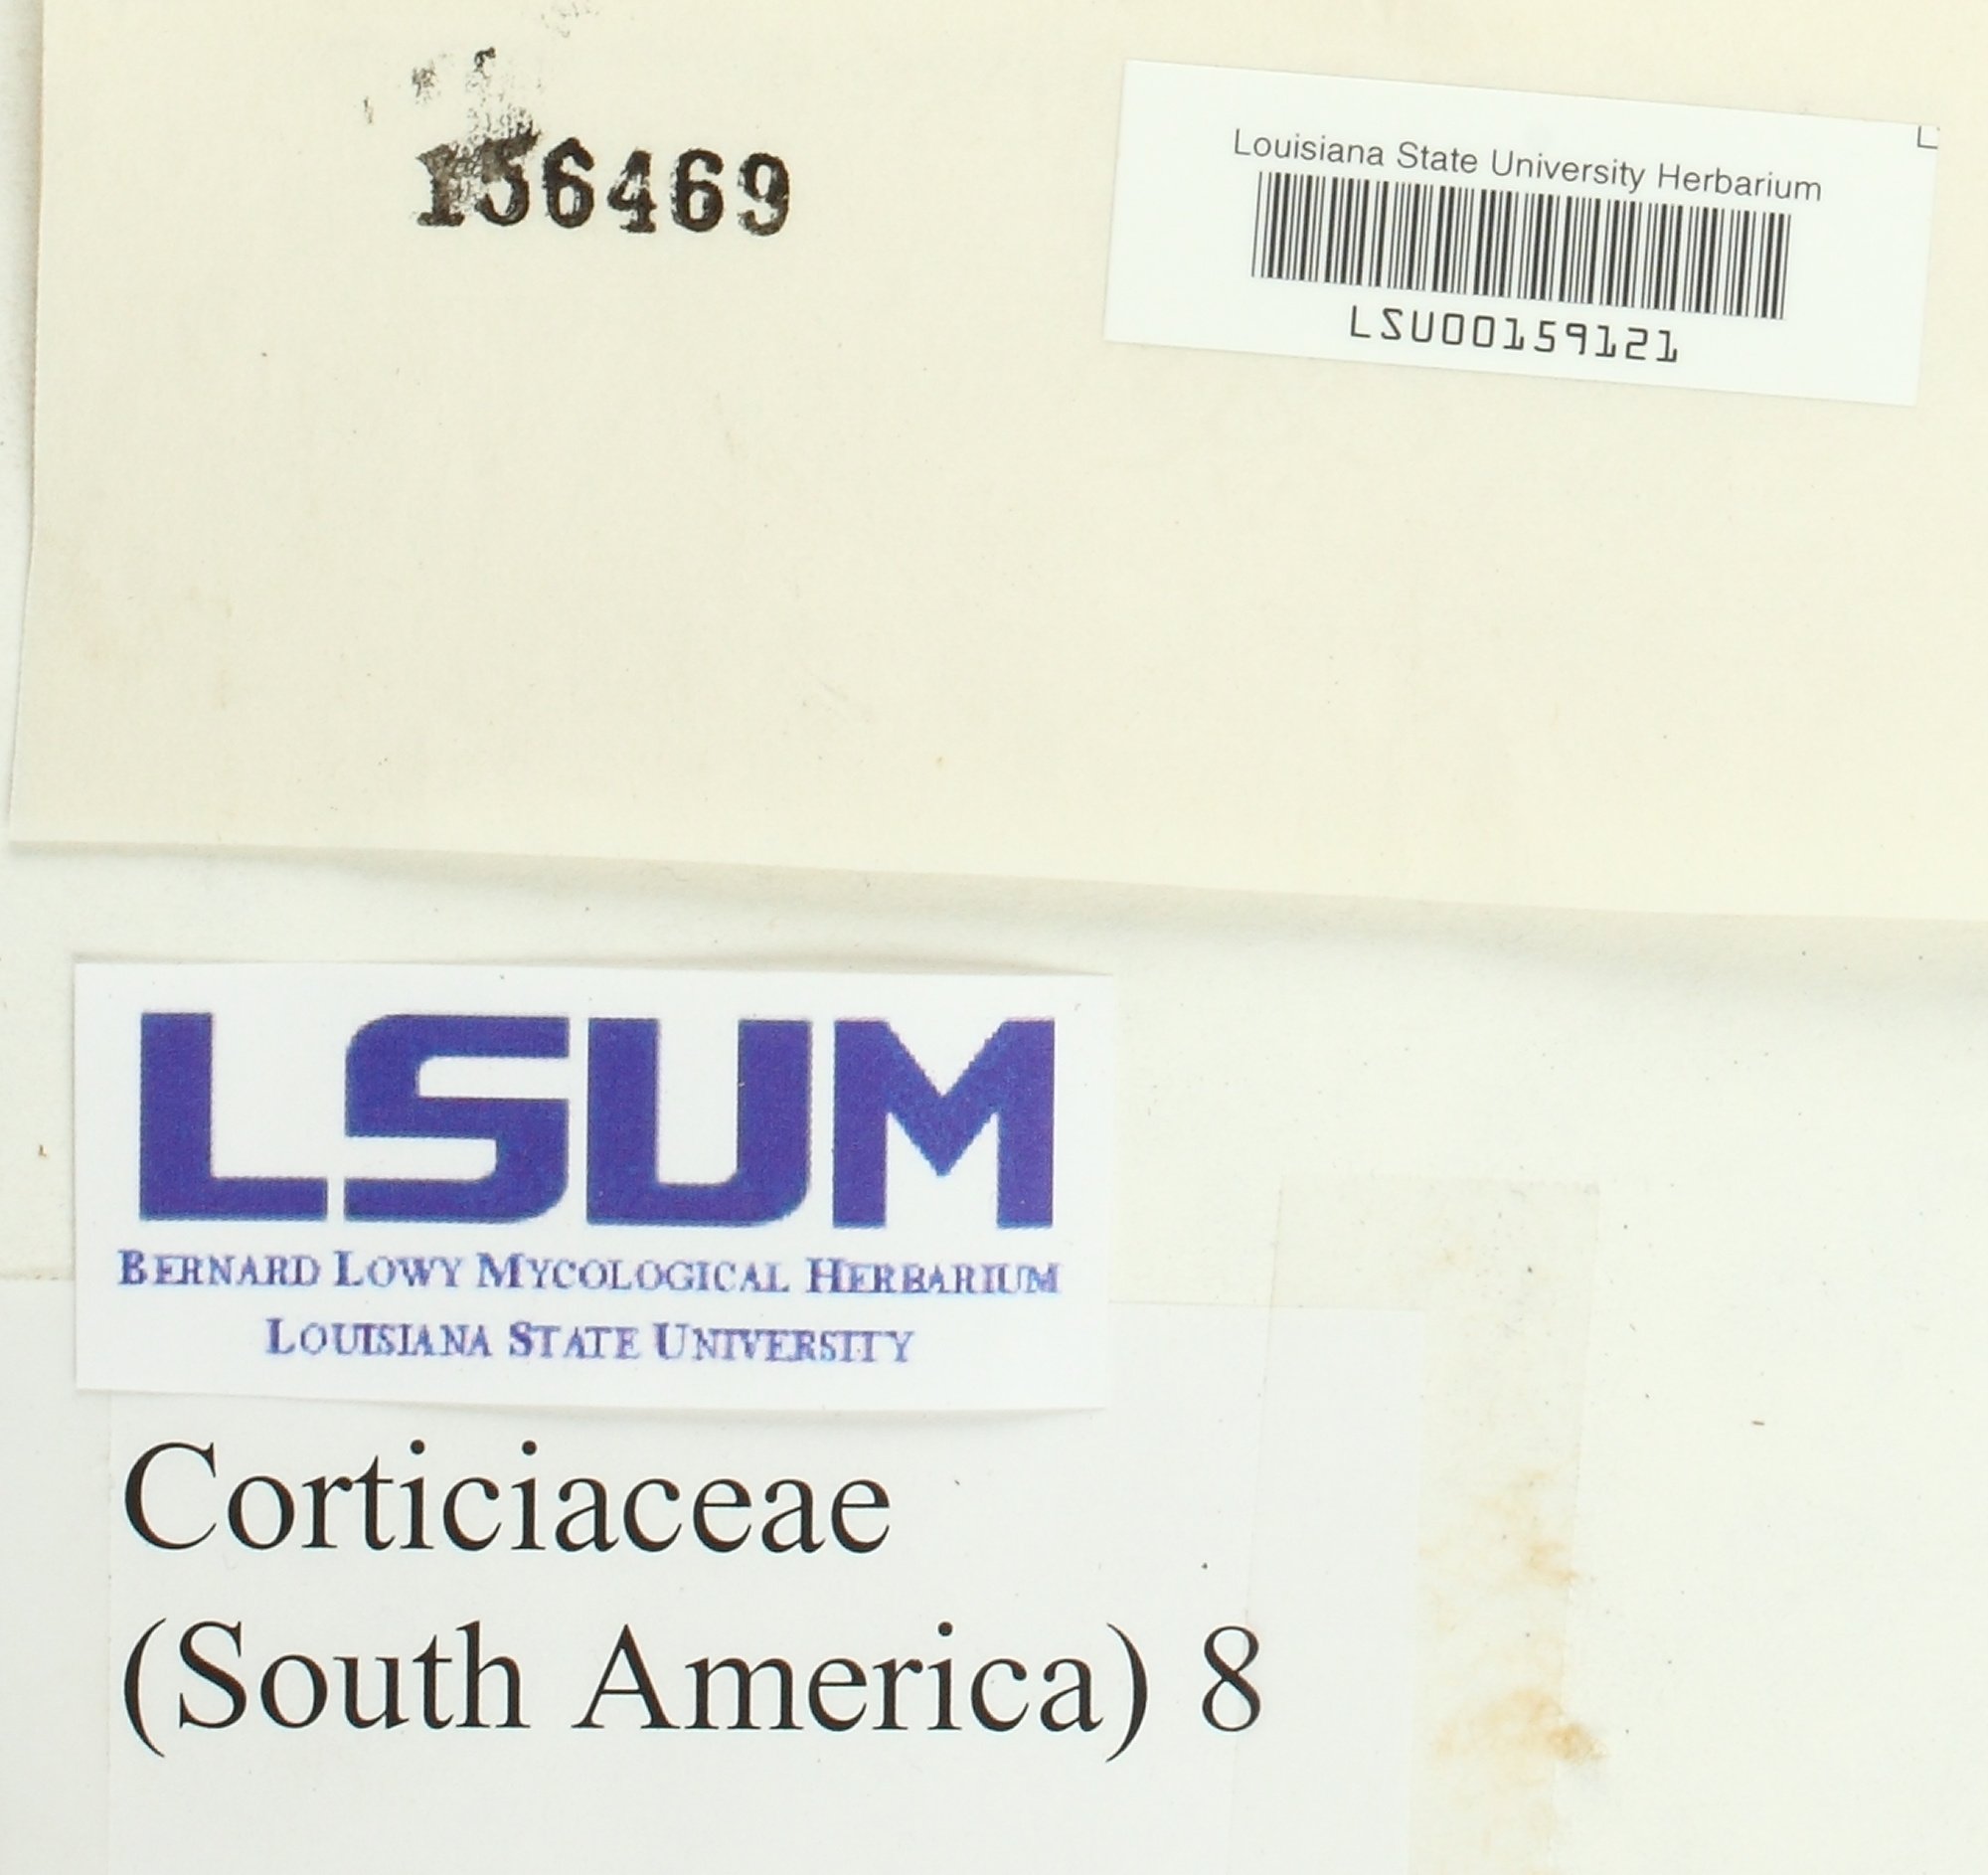 156469
Louisiana State University Herbarium
LSU00159121
LSUM
BERNARD LOWY MYCOLOGICAL HERBARIUM
LOUISIANA STATE UNIVERSITY
Corticiaceae
(South America) 8